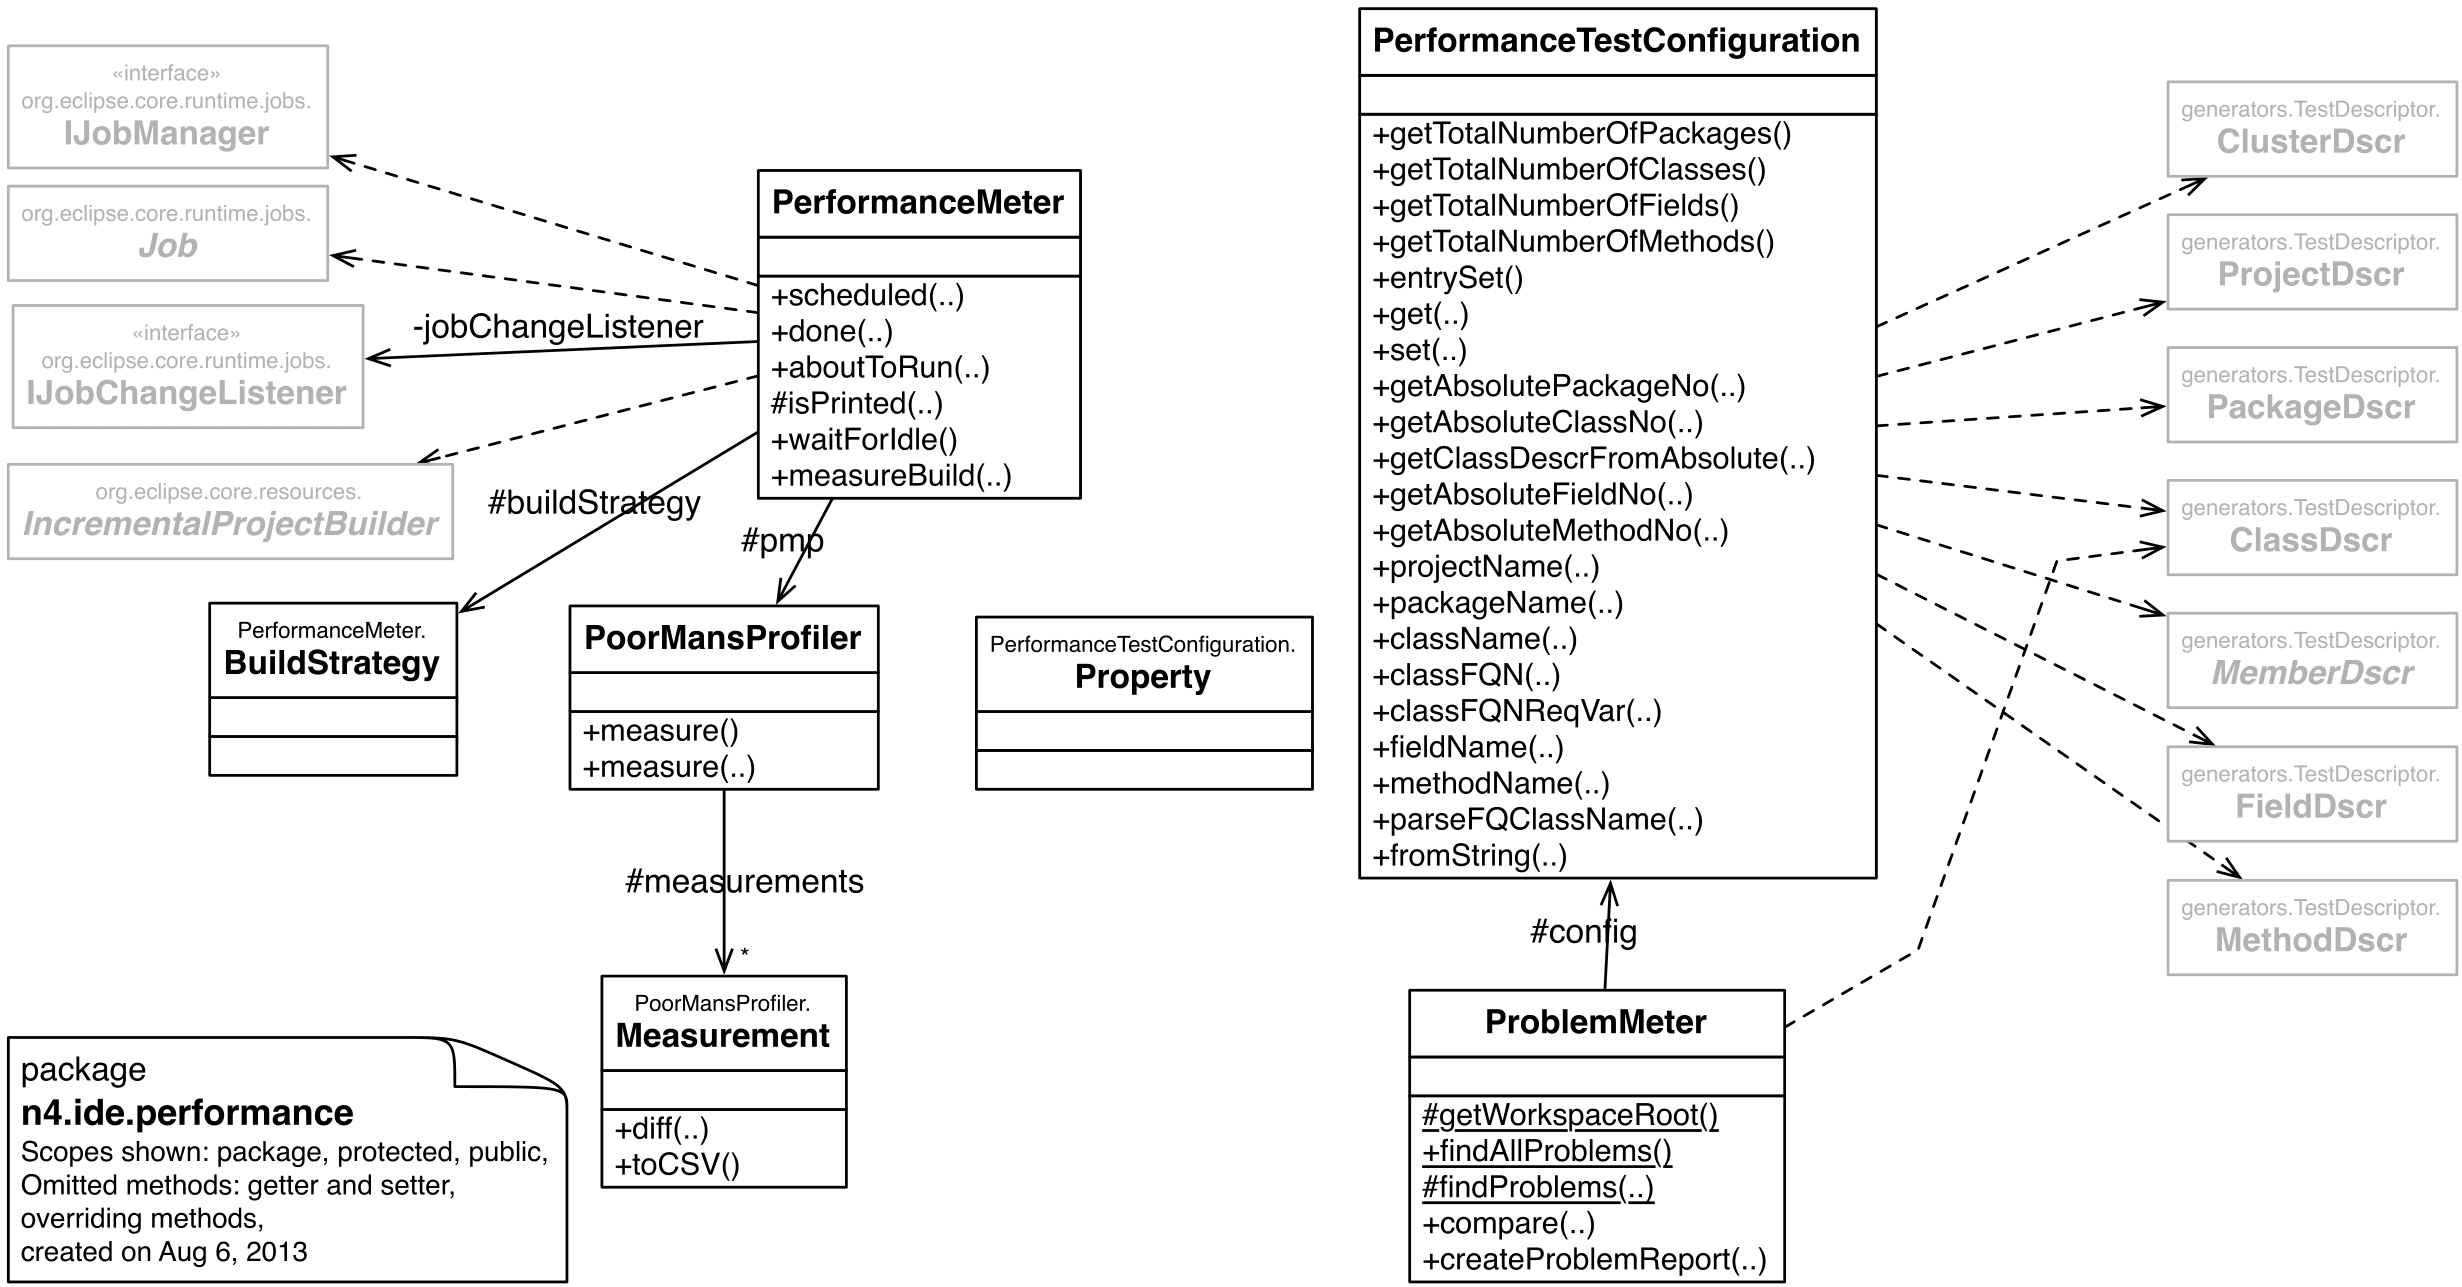 «interface»
org.eclipse.core.runtime.jobs.
IJobManager
org.eclipse.core.runtime.jobs.
Job
«interface»
org.eclipse.core.runtime.jobs.
IJobChangeListener
org.eclipse.core.resources.
IncrementalProjectBuilder
PerformanceMeter
+scheduled(..)
+done(..)
+aboutToRun(..)
#isPrinted(..)
+waitForIdle()
+measureBuild(..)
-jobChangeListener
#buildStrategy
#pmp
PerformanceMeter.
BuildStrategy
PoorMansProfiler
+measure()
+measure(..)
#measurements
*
PoorMansProfiler.
Measurement
+diff(..)
+toCSV()
PerformanceTestConfiguration.
Property
PerformanceTestConfiguration
+getTotalNumberOfPackages()
+getTotalNumberOfClasses()
+getTotalNumberOfFields()
+getTotalNumberOfMethods()
+entrySet()
+get(..)
+set(..)
+getAbsolutePackageNo(..)
+getAbsoluteClassNo(..)
+getClassDescrFromAbsolute(..)
+getAbsoluteFieldNo(..)
+getAbsoluteMethodNo(..)
+projectName(..)
+packageName(..)
+className(..)
+classFQN(..)
+classFQNReqVar(..)
+fieldName(..)
+methodName(..)
+parseFQClassName(..)
+fromString(..)
#config
ProblemMeter
#getWorkspaceRoot()
+findAllProblems()
#findProblems(..)
+compare(..)
+createProblemReport(..)
generators.TestDescriptor.
ClusterDscr
generators.TestDescriptor.
ProjectDscr
generators.TestDescriptor.
PackageDscr
generators.TestDescriptor.
ClassDscr
generators.TestDescriptor.
MemberDscr
generators.TestDescriptor.
FieldDscr
generators.TestDescriptor.
MethodDscr
package
n4.ide.performance
Scopes shown: package, protected, public,
Omitted methods: getter and setter,
overriding methods,
created on Aug 6, 2013